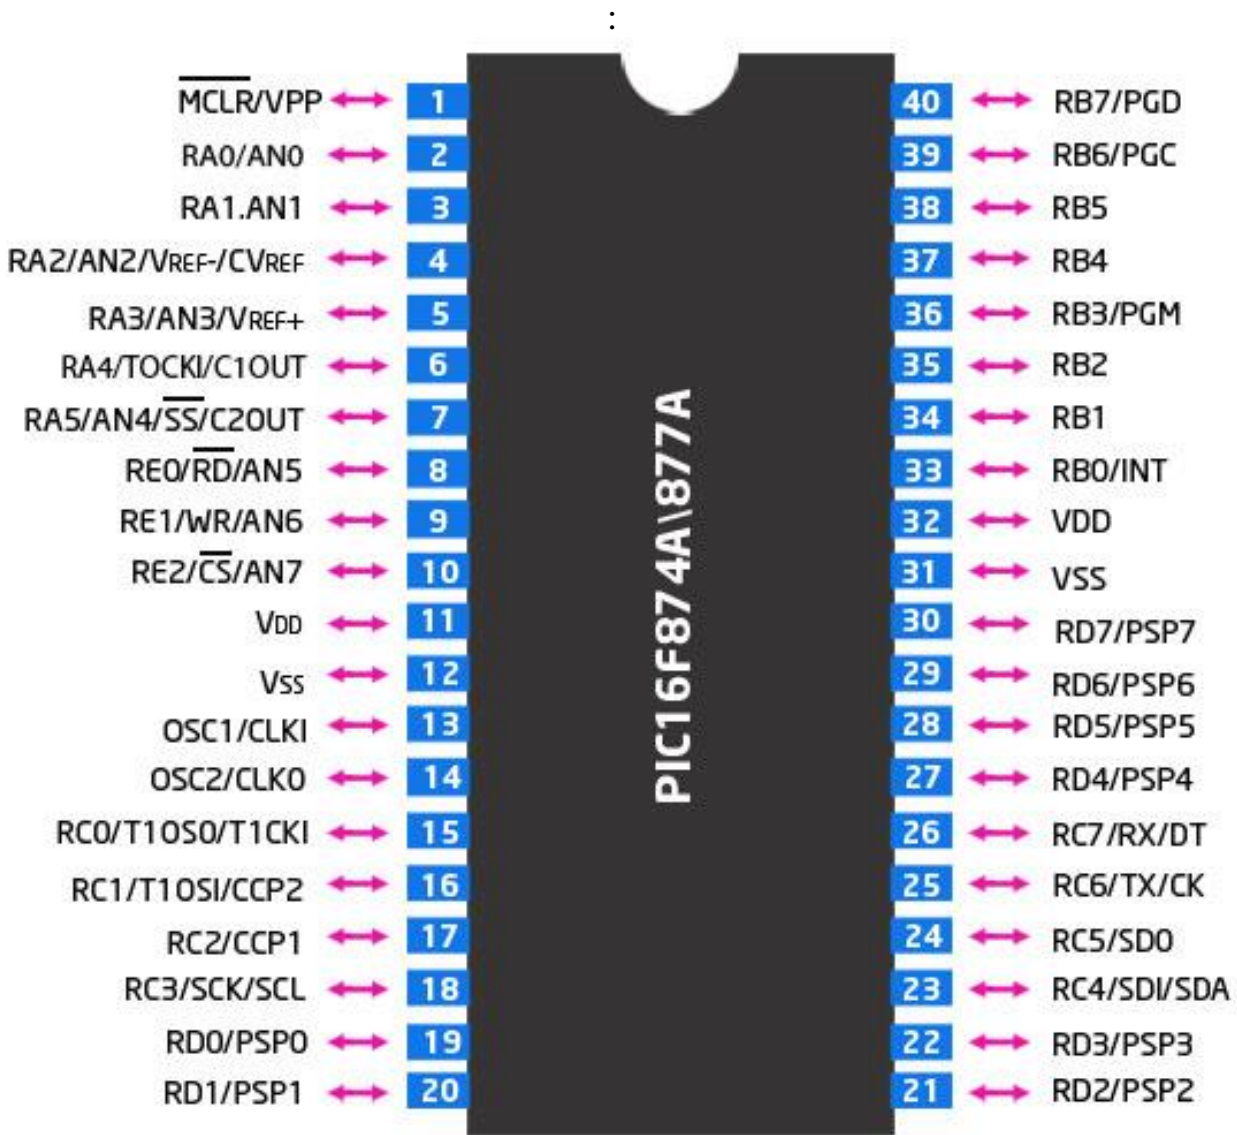 :
MCLR/VPP 1 40 RB7/PGD
RA0/AN0 2 39 RB6/PGC
RA1.AN1 3 38 RB5
RA2/AN2/VREF-/CVREF 4 37 RB4
RA3/AN3/VREF+ 5 36 RB3/PGM
RA4/TOCKI/C1OUT 6 35 RB2
RA5/AN4/SS/C2OUT 7 34 RB1
RE0/RD/AN5 8 33 RB0/INT
RE1/WR/AN6 9 32 VDD
RE2/CS/AN7 10 31 VSS
VDD 11 30 RD7/PSP7
VSS 12 29 RD6/PSP6
OSC1/CLKI 13 28 RD5/PSP5
OSC2/CLKO 14 27 RD4/PSP4
RC0/T1OSO/T1CKI 15 26 RC7/RX/DT
RC1/T1OSI/CCP2 16 25 RC6/TX/CK
RC2/CCP1 17 24 RC5/SDO
RC3/SCK/SCL 18 23 RC4/SDI/SDA
RD0/PSP0 19 22 RD3/PSP3
RD1/PSP1 20 21 RD2/PSP2
PIC16F874A\877A